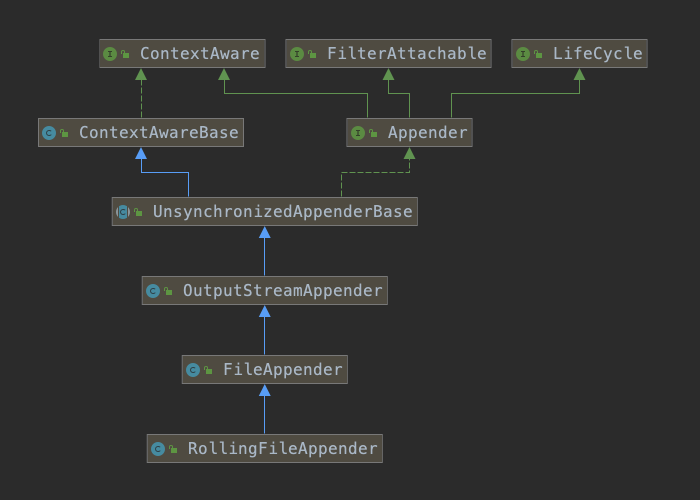 ContextAware
FilterAttachable
LifeCycle
ContextAwareBase
Appender
UnsynchronizedAppenderBase
OutputStreamAppender
FileAppender
RollingFileAppender